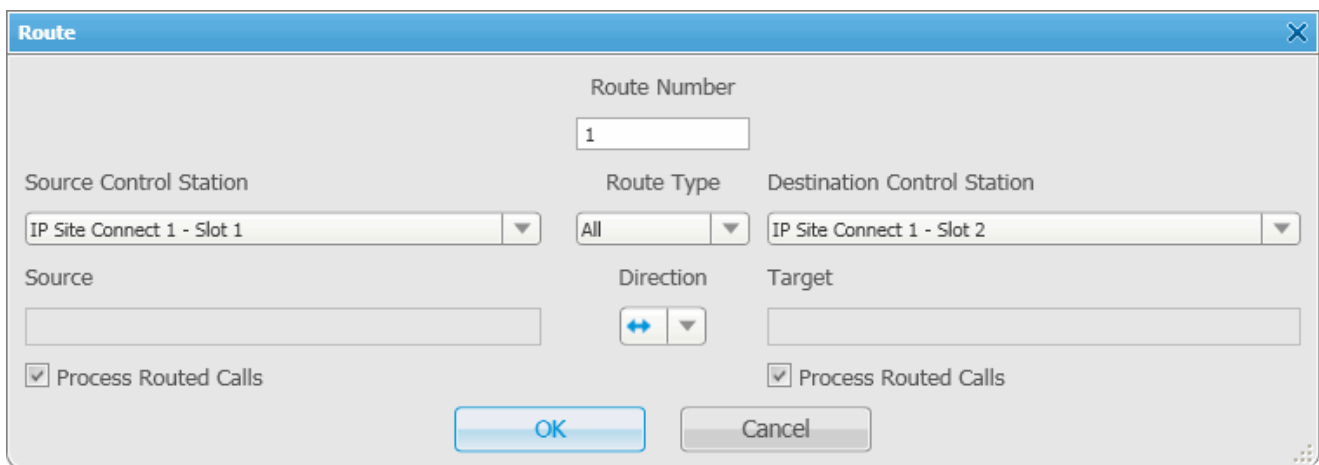 Route
Route Number
1
Source Control Station
Route Type
Destination Control Station
IP Site Connect 1 - Slot 1
All
IP Site Connect 1 - Slot 2
Source
Direction
Target
Process Routed Calls
Process Routed Calls
OK
Cancel